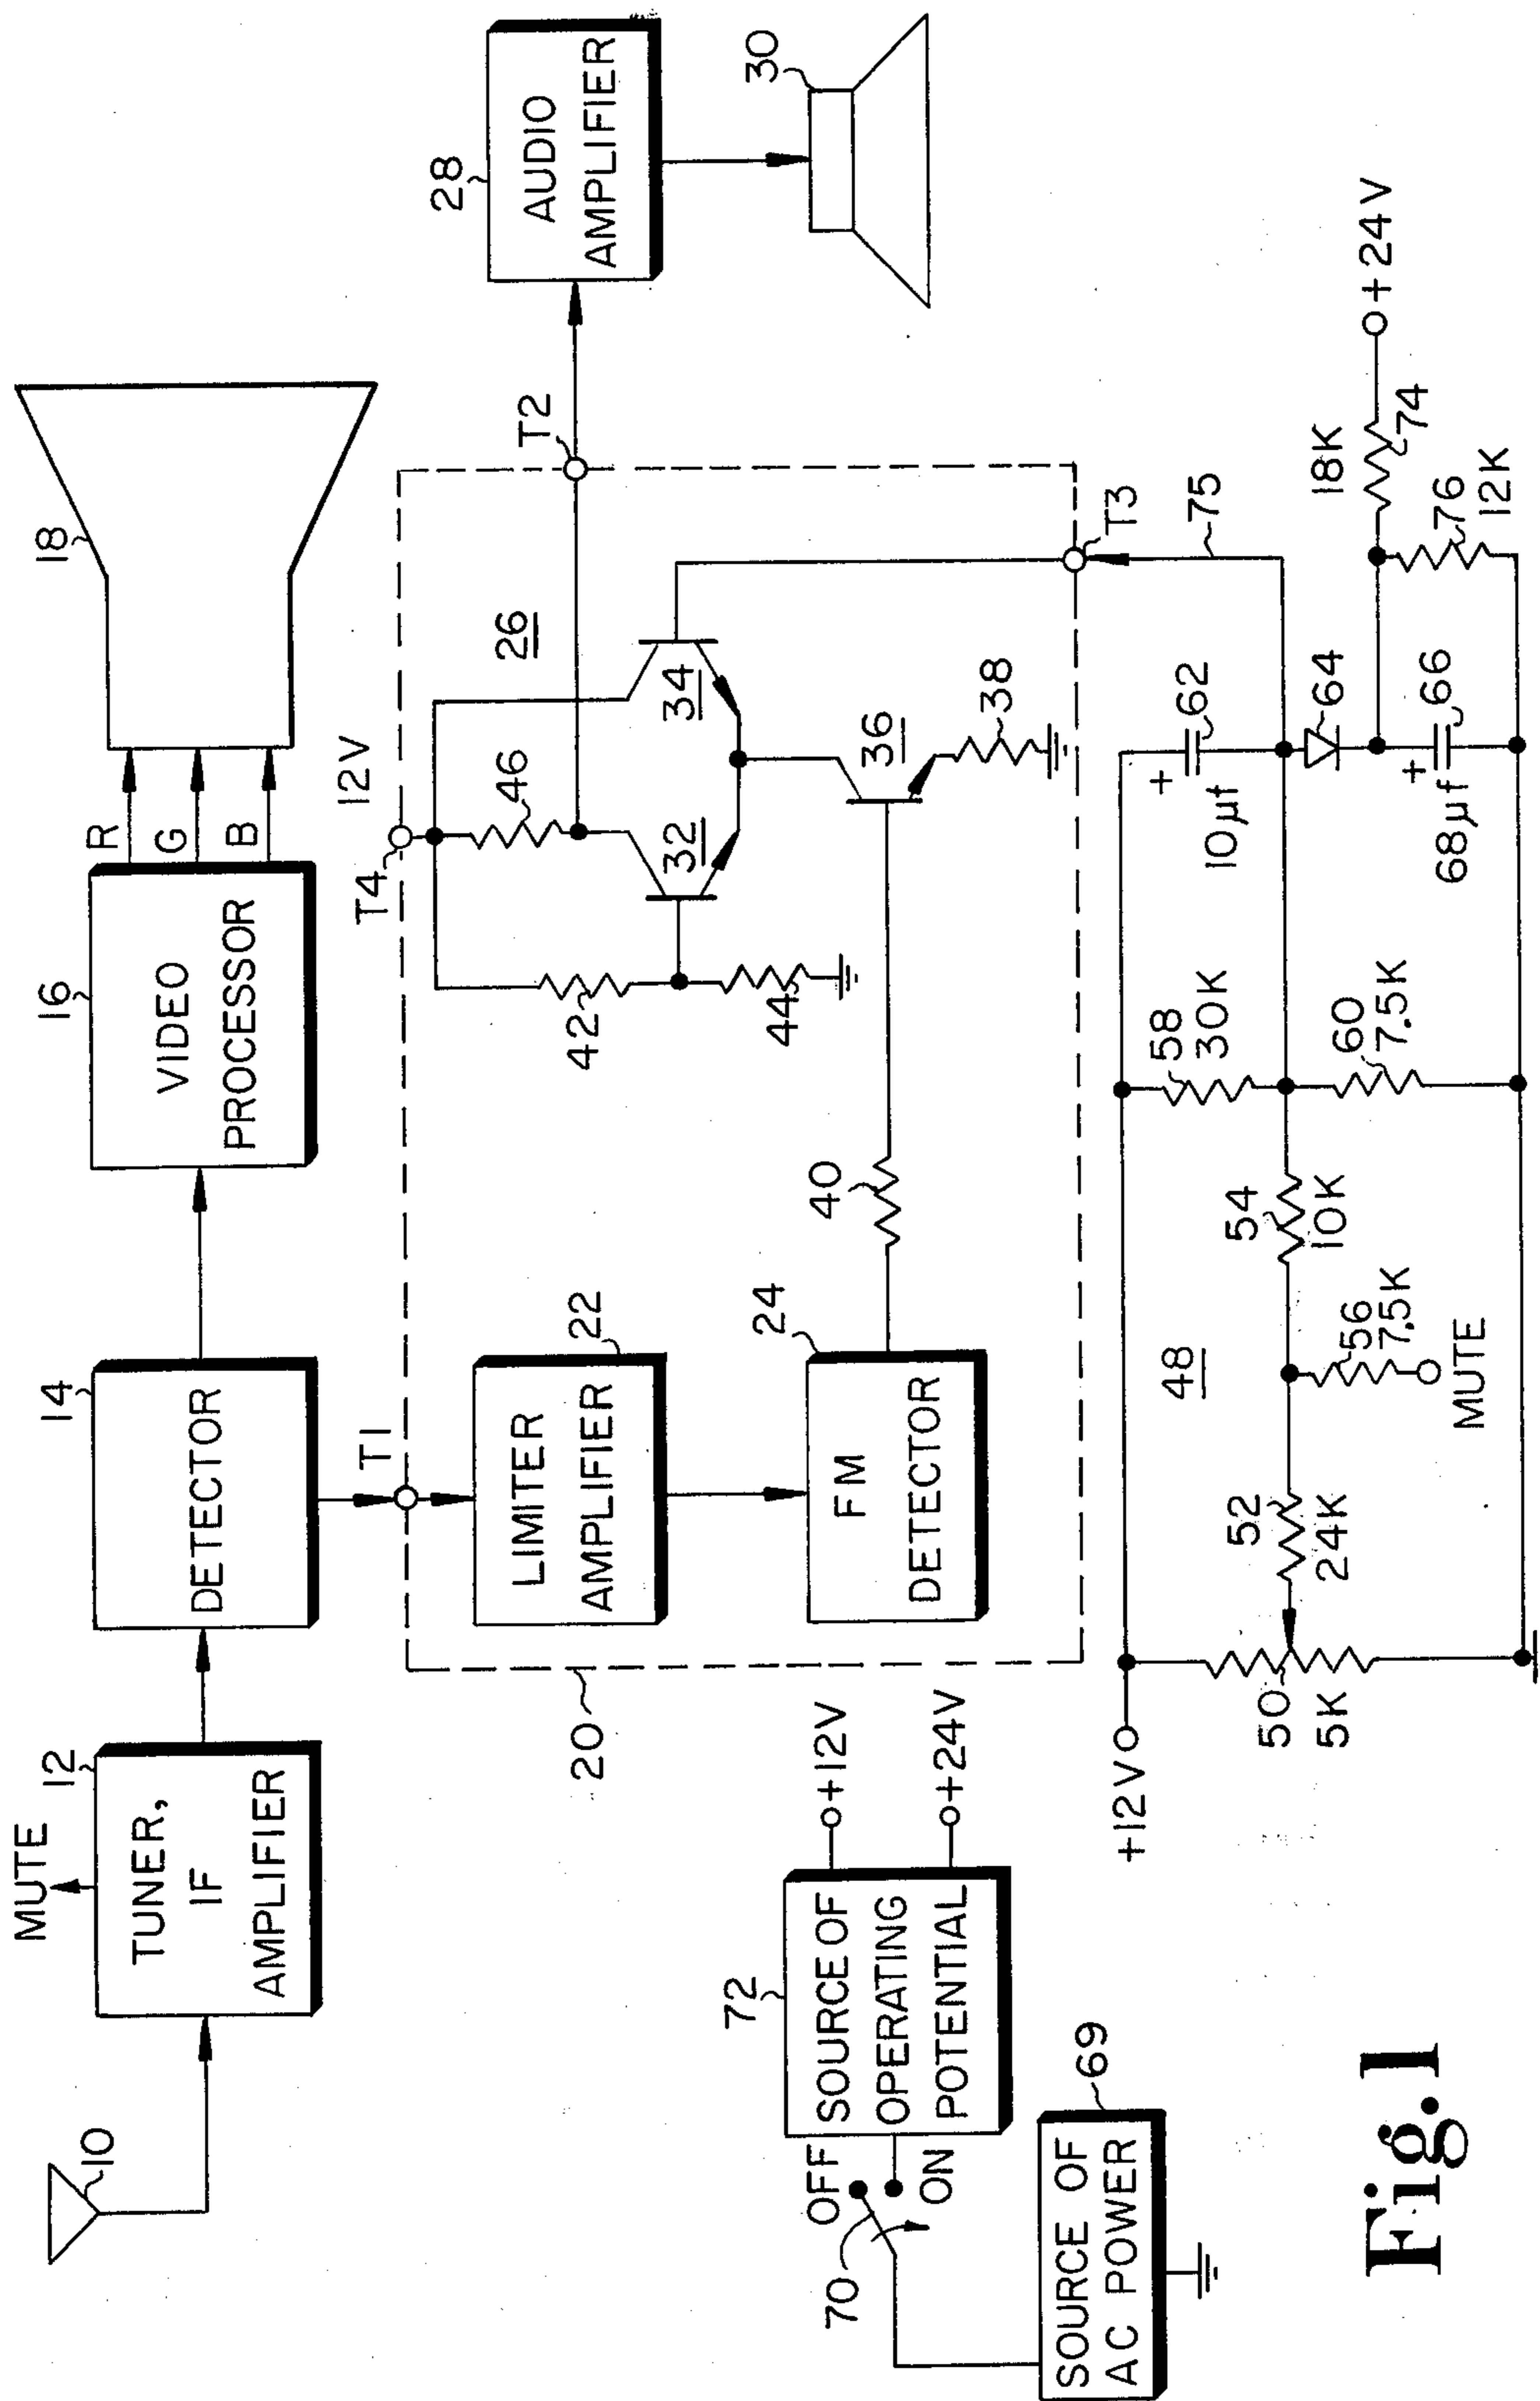 MUTE
10
12
TUNER,
IF
AMPLIFIER
14
DETECTOR
16
VIDEO
PROCESSOR
R
G
B
18
T1
20
LIMITER
AMPLIFIER
22
FM
DETECTOR
24
40
T4
12V
42
44
46
32
26
34
36
38
T2
T3
28
AUDIO
AMPLIFIER
30
72
SOURCE OF
OPERATING
POTENTIAL
+12V
+24V
OFF
ON
70
SOURCE OF
AC POWER
69
+12V
50
5K
52
24K
48
56
7.5K
MUTE
54
10K
58
30K
60
7.5K
+
10µf
62
64
+
68µf
66
75
18K
74
76
12K
+24V
Fig.1